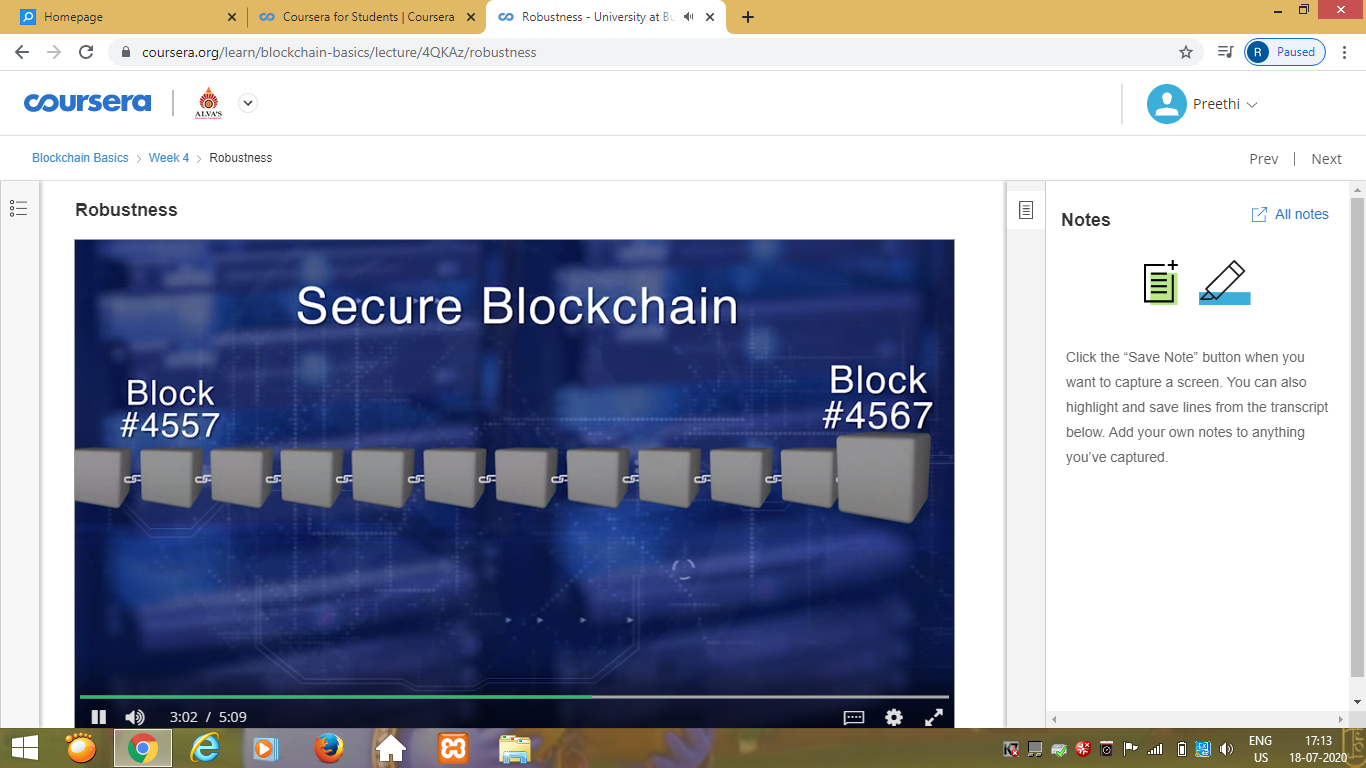 Homepage
Coursera for Students | Coursera
Robustness - University at Bu
coursera.org/learn/blockchain-basics/lecture/4QKAz/robustness
R Paused
coursera
ALVA'S
Preethi
Blockchain Basics > Week 4 > Robustness
Prev | Next
Robustness
Secure Blockchain
Block
#4557
Block
#4567
3:02 / 5:09
Notes
All notes
Click the “Save Note” button when you
want to capture a screen. You can also
highlight and save lines from the transcript
below. Add your own notes to anything
you’ve captured.
ENG
US
17:13
18-07-2020